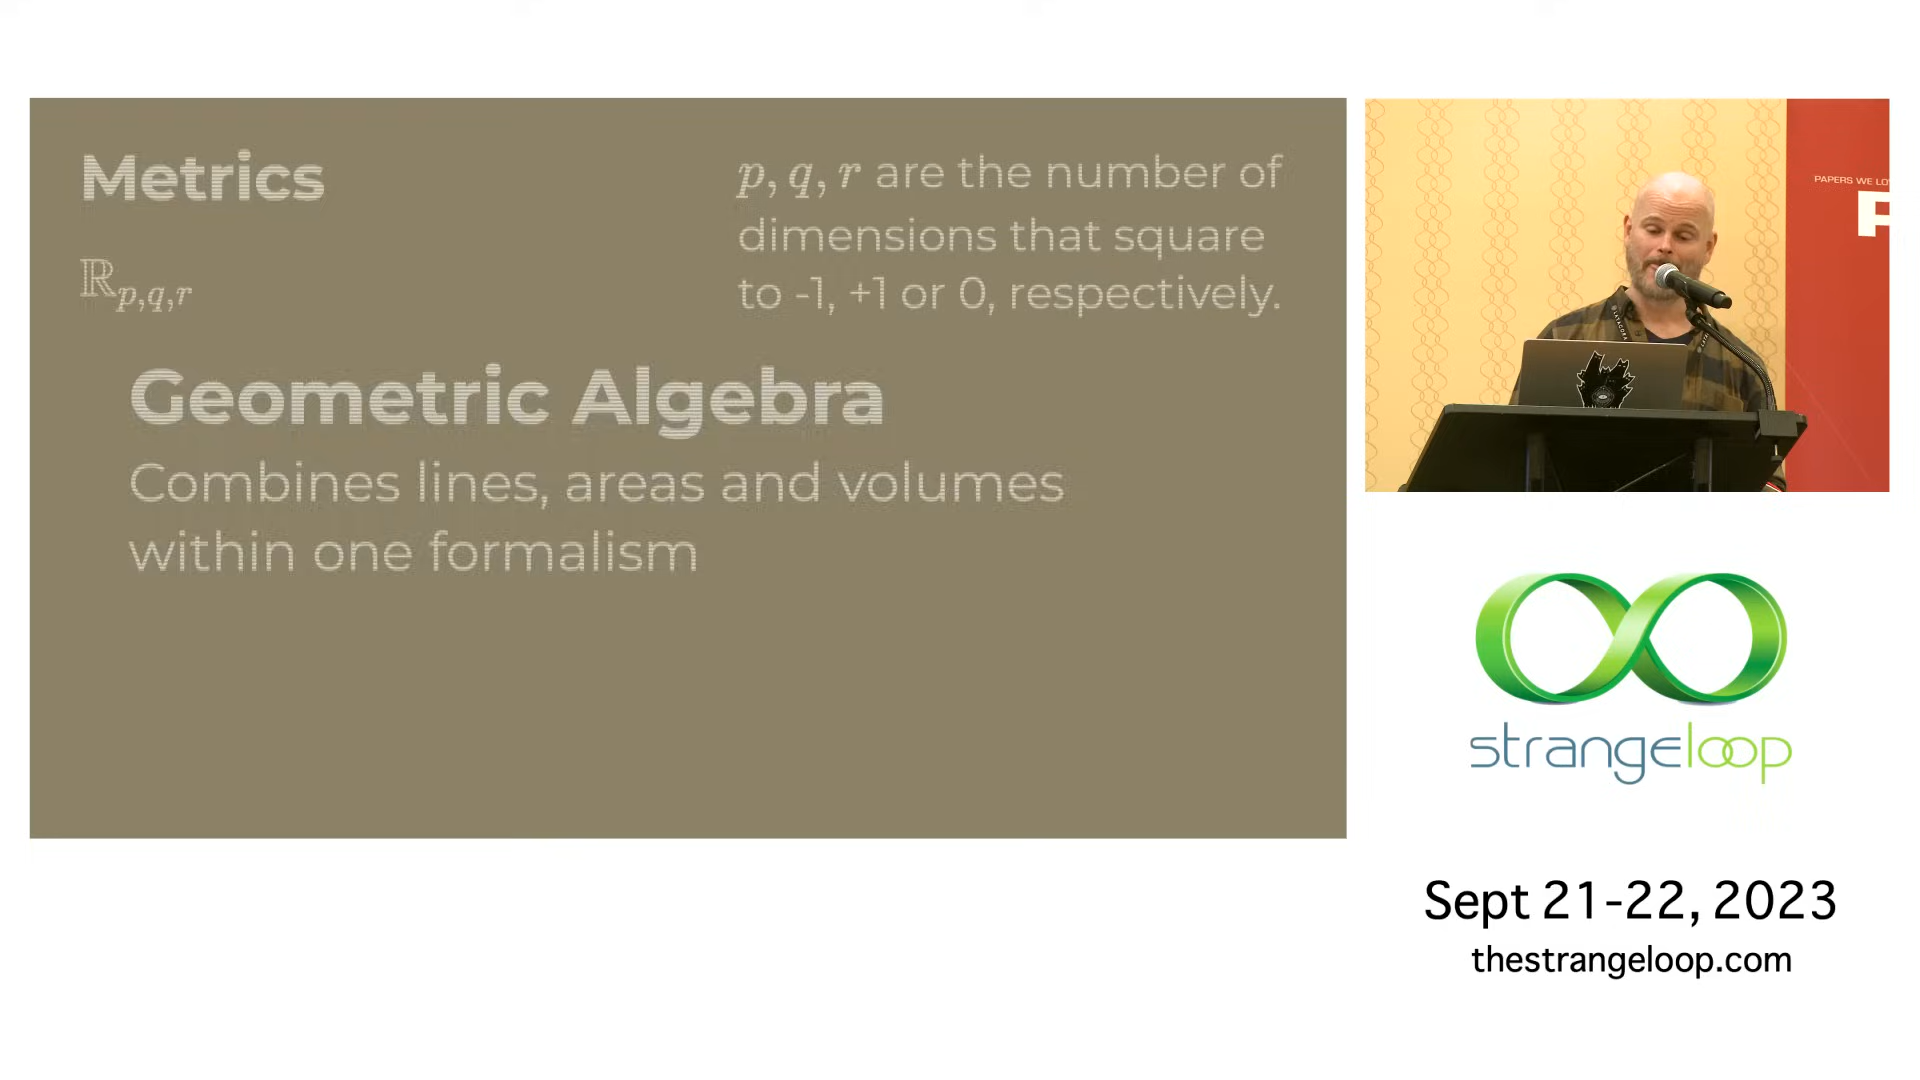 Metrics
p, q, r are the number of
dimensions that square
to -1, +1 or 0, respectively.
ℝp,q,r
Geometric Algebra
Combines lines, areas and volumes
within one formalism
PAPERS WE LO
strangeloop
Sept 21-22, 2023
thestrangeloop.com